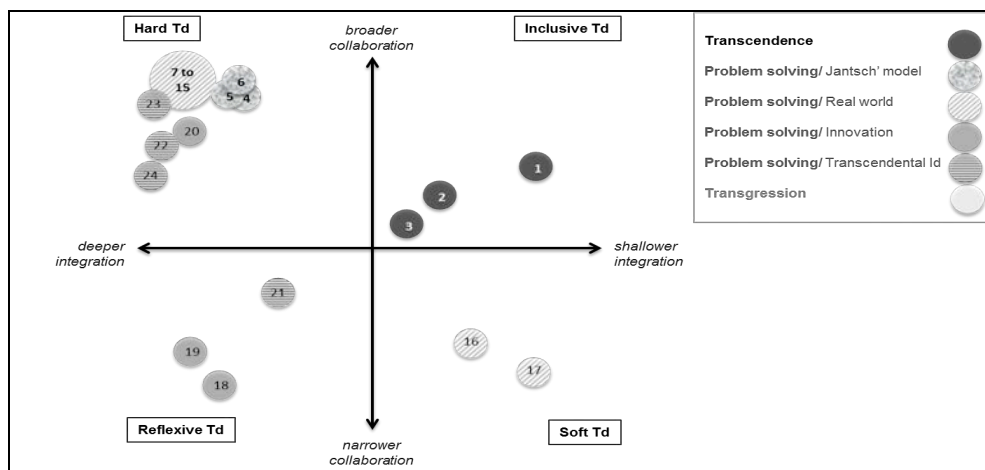 Hard Td
broader
collaboration
Inclusive Td
Transcendence
Problem solving/ Jantsch' model
Problem solving/ Real world
Problem solving/ Innovation
Problem solving/ Transcendental Id
Transgression
7 to
15
6
5
4
23
20
22
24
1
2
3
deeper
integration
shallower
integration
21
19
18
16
17
Reflexive Td
narrower
collaboration
Soft Td